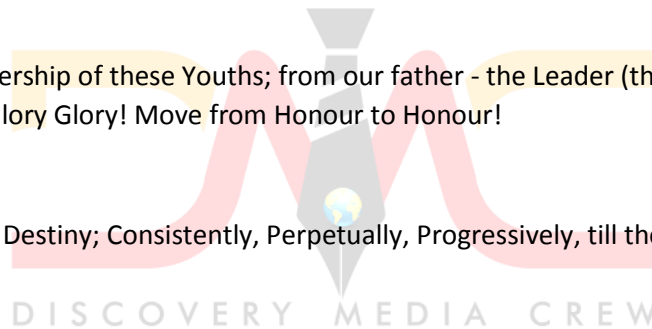 ership of these Youths; from our father - the Leader (th
lory Glory! Move from Honour to Honour!
Destiny; Consistently, Perpetually, Progressively, till the
DISCOVERY MEDIA CREW